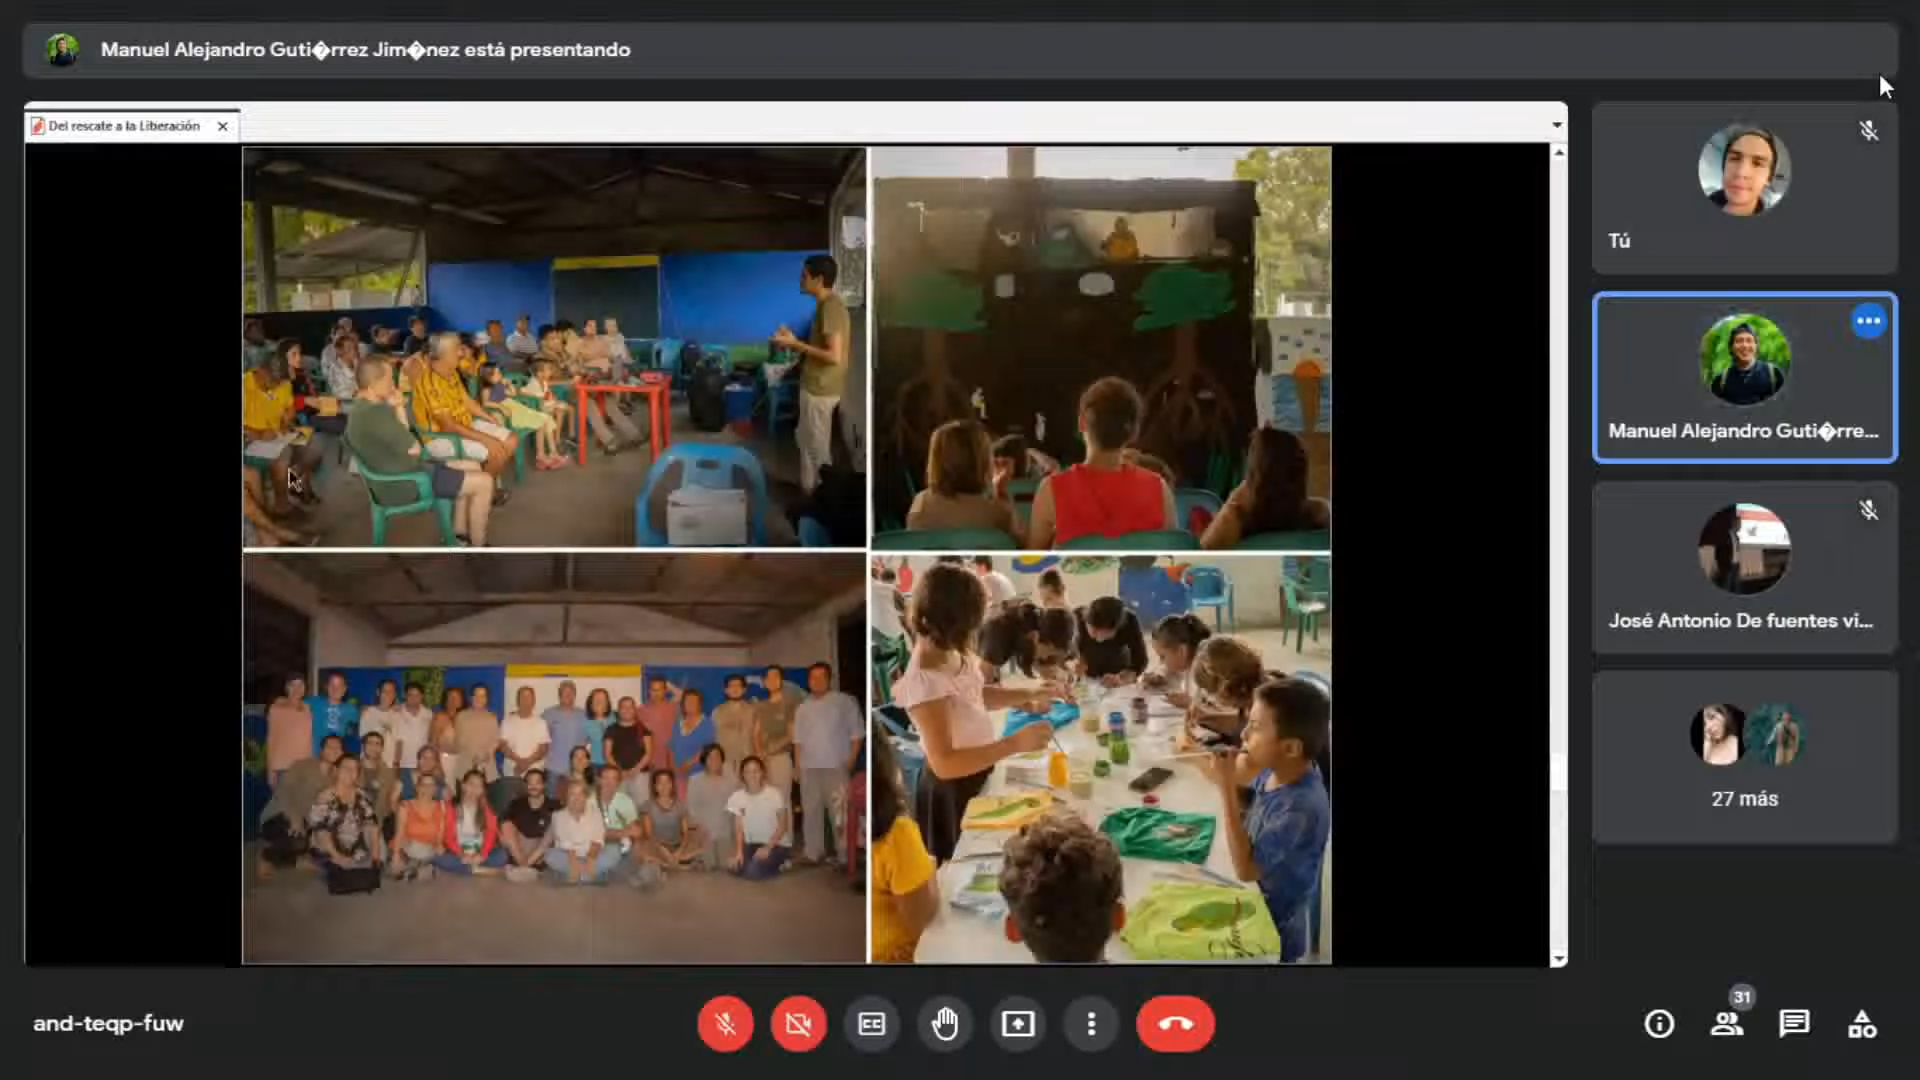 Manuel Alejandro Guti�rrez Jim�nez está presentando
Del rescate a la Liberación
Tú
Manuel Alejandro Guti�rre...
José Antonio De fuentes vi...
27 más
and-teqp-fuw
CC
31